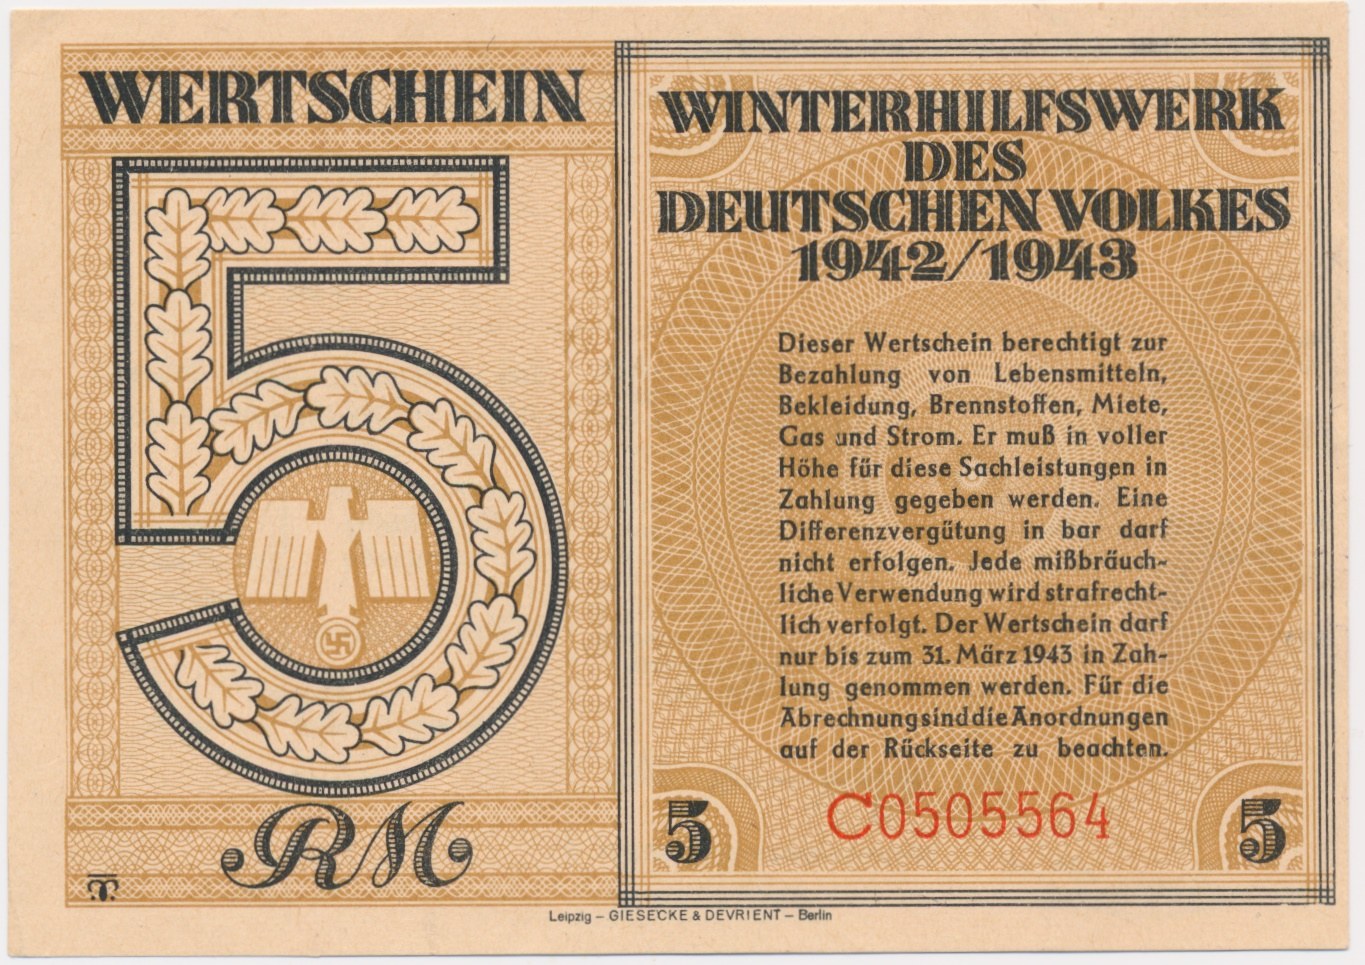 WERTSCHEIN
5
RM
WINTERHILFSWERK
DES
DEUTSCHEN VOLKES
1942/1943
Dieser Wertschein berechtigt zur
Bezahlung von Lebensmitteln,
Bekleidung, Brennstoffen, Miete,
Gas und Strom. Er muß in voller
Höhe für diese Sachleistungen in
Zahlung gegeben werden. Eine
Differenzvergütung in bar darf
nicht erfolgen. Jede mißbräuch-
liche Verwendung wird strafrecht-
lich verfolgt. Der Wertschein darf
nur bis zum 31. März 1943 in Zah-
lung genommen werden. Für die
Abrechnung sind die Anordnungen
auf der Rückseite zu beachten.
5 C0505564 5
Leipzig – GIESECKE & DEVRIENT – Berlin